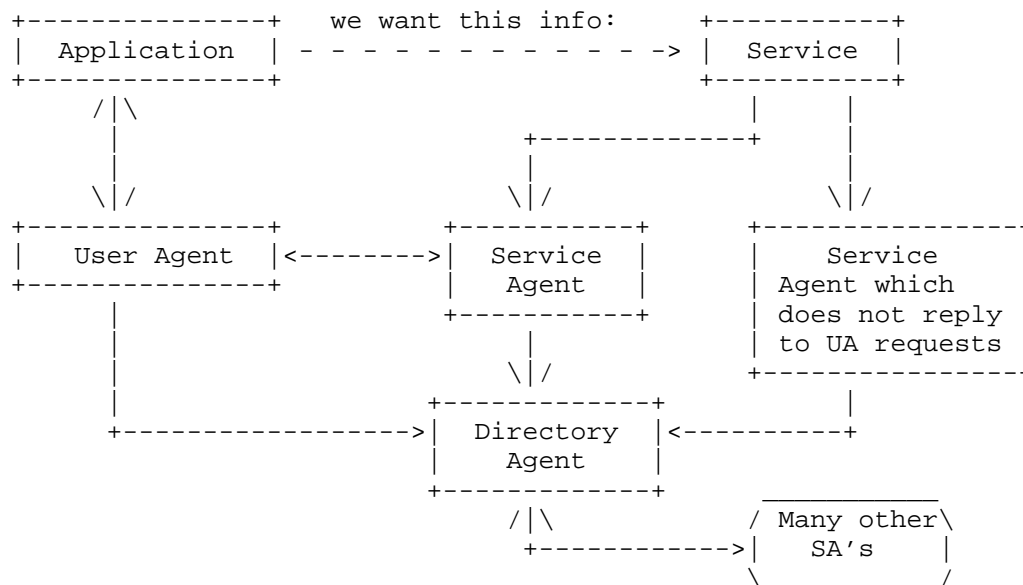 we want this info:
Application
Service
User Agent
Service
Agent
Service
Agent which
does not reply
to UA requests
Directory
Agent
Many other
SA's